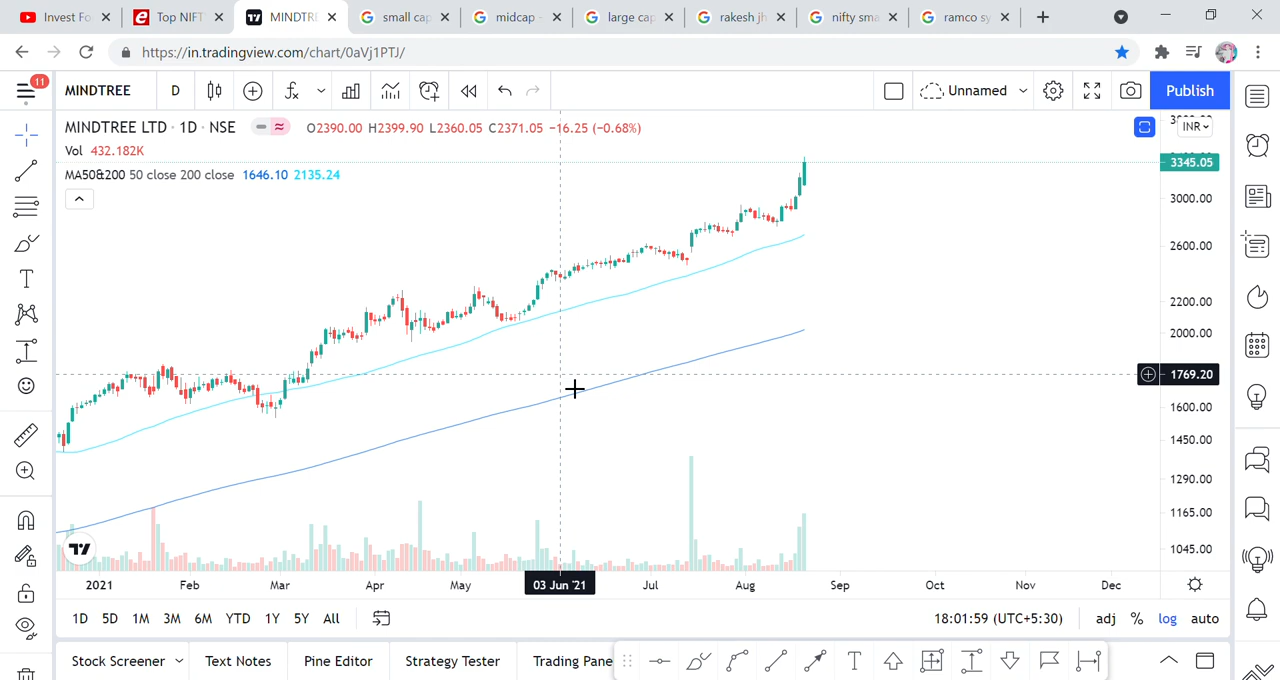 Invest Fo
Top NIFT
MINDTRE
small cap
midcap -
large cap
rakesh jh
nifty sma
ramco sy
https://in.tradingview.com/chart/0aVj1PTJ/
11
MINDTREE
D
Unnamed
Publish
MINDTREE LTD · 1D · NSE
O2390.00 H2399.90 L2360.05 C2371.05 −16.25 (−0.68%)
INR
Vol 432.182K
MA50&200 50 close 200 close 1646.10 2135.24
3345.05
3000.00
2600.00
2200.00
2000.00
1769.20
1600.00
1450.00
1290.00
1165.00
1045.00
2021 Feb Mar Apr May 03 Jun '21 Jul Aug Sep Oct Nov Dec
1D 5D 1M 3M 6M YTD 1Y 5Y All
18:01:59 (UTC+5:30) adj % log auto
Stock Screener Text Notes Pine Editor Strategy Tester Trading Pane